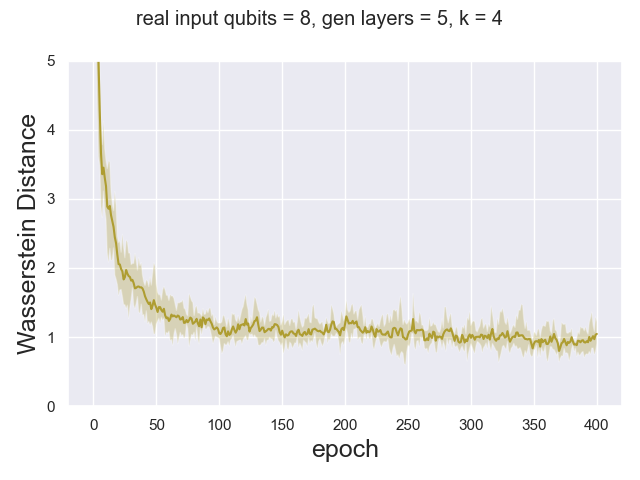 real input qubits = 8, gen layers = 5, k = 4
5
4
3
2
1
0
Wasserstein Distance
0 50 100 150 200 250 300 350 400
epoch